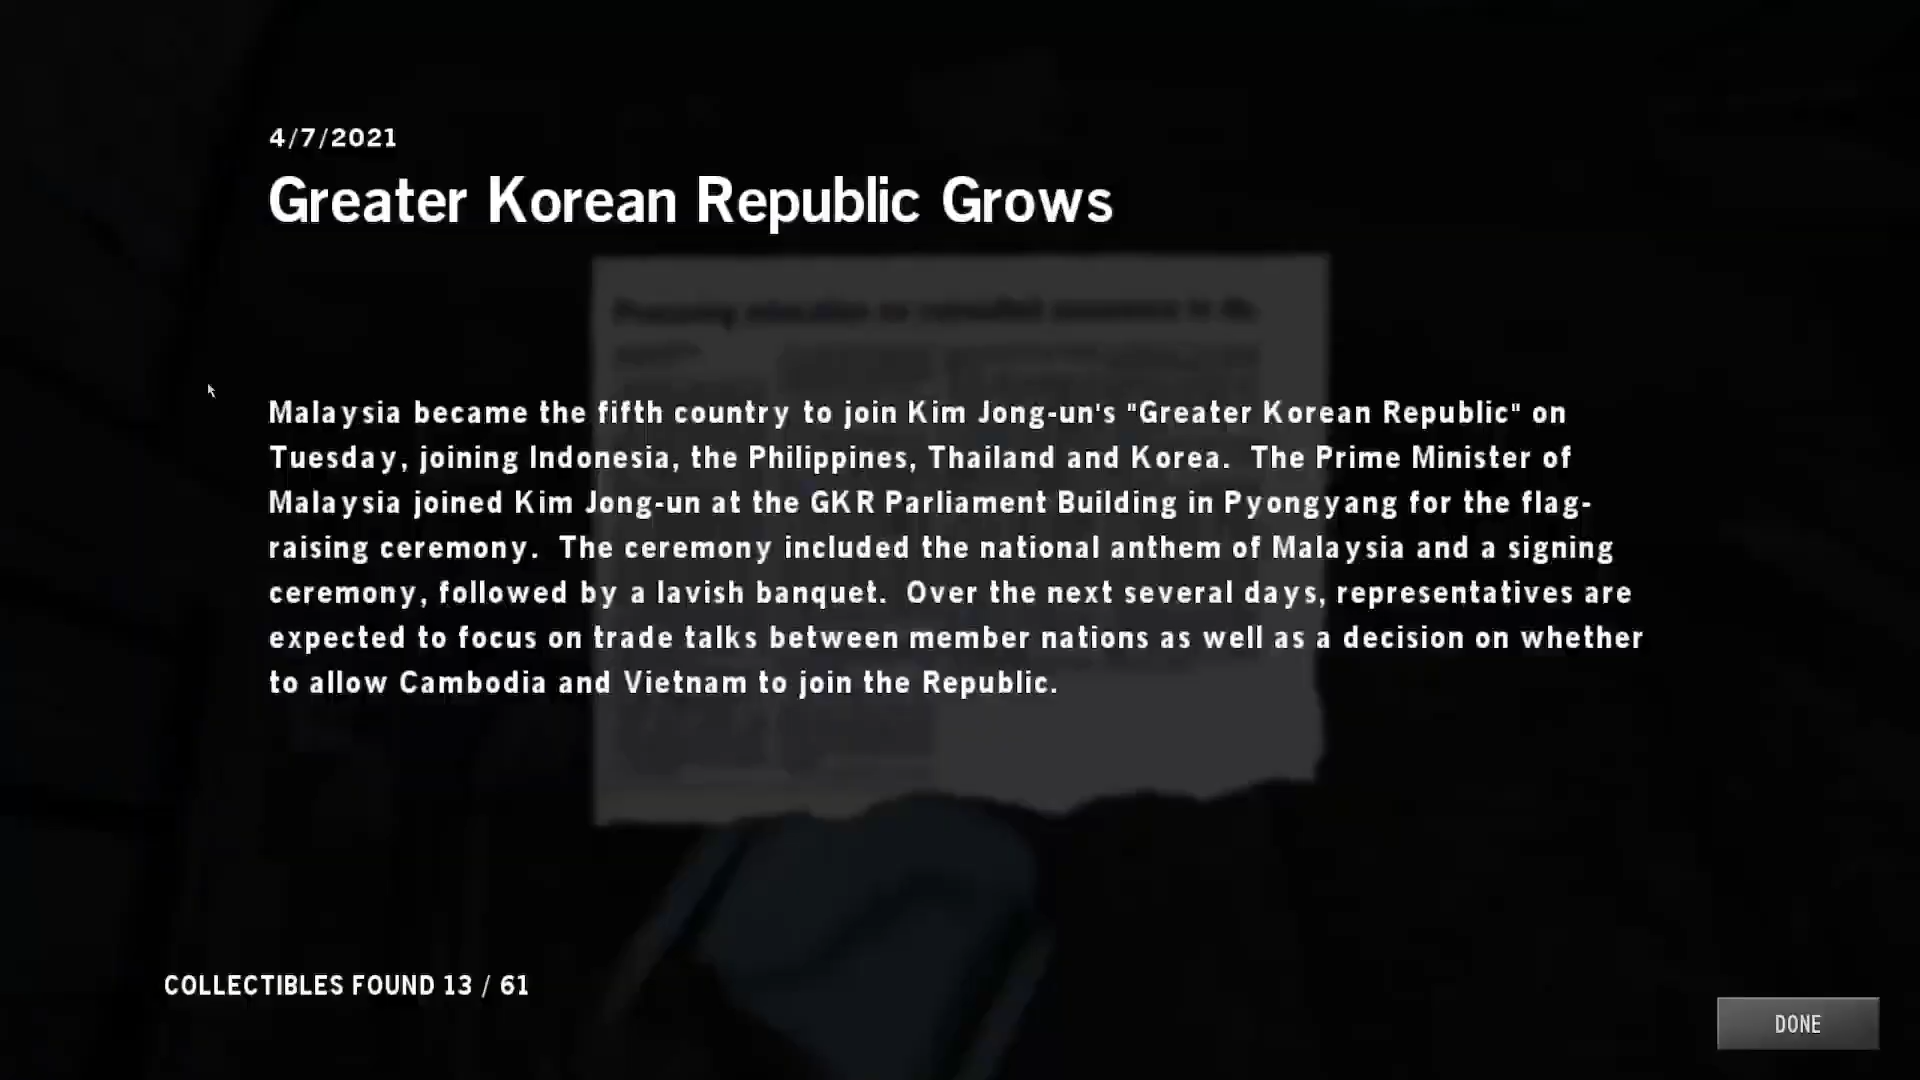 4/7/2021
Greater Korean Republic Grows
Malaysia became the fifth country to join Kim Jong-un's "Greater Korean Republic" on
Tuesday, joining Indonesia, the Philippines, Thailand and Korea.  The Prime Minister of
Malaysia joined Kim Jong-un at the GKR Parliament Building in Pyongyang for the flag-
raising ceremony.  The ceremony included the national anthem of Malaysia and a signing
ceremony, followed by a lavish banquet.  Over the next several days, representatives are
expected to focus on trade talks between member nations as well as a decision on whether
to allow Cambodia and Vietnam to join the Republic.
COLLECTIBLES FOUND 13 / 61
DONE